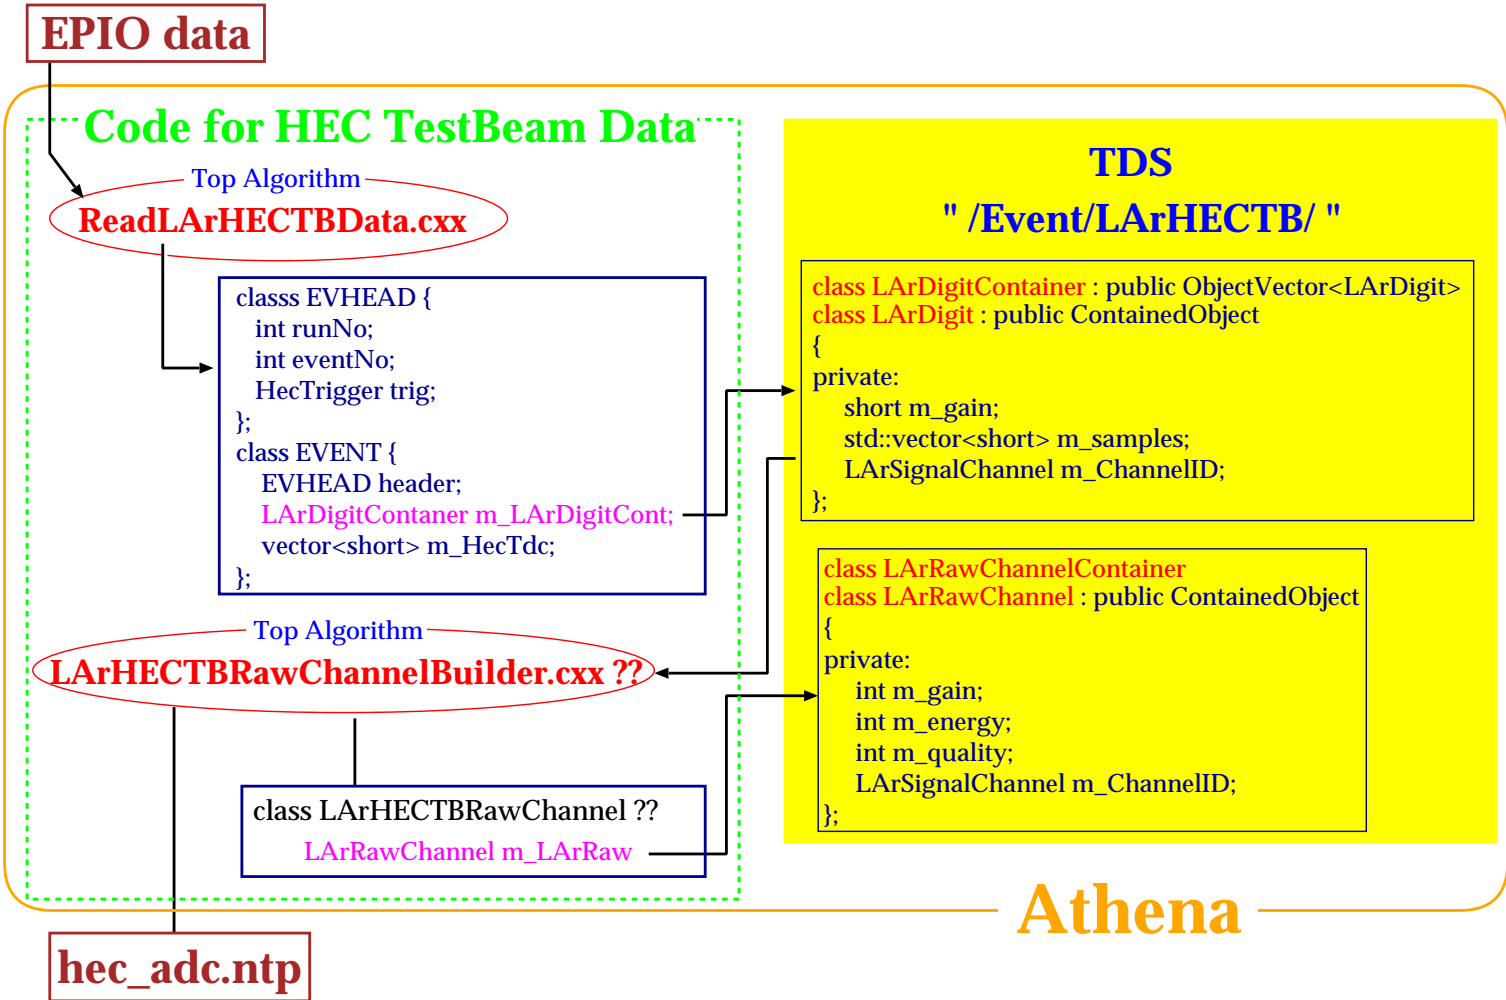 EPIO data
Code for HEC TestBeam Data
Top Algorithm
ReadLArHECTBData.cxx
classs EVHEAD {
int runNo;
int eventNo;
HecTrigger trig;
};
class EVENT {
EVHEAD header;
LArDigitContaner m_LArDigitCont;
vector<short> m_HecTdc;
};
Top Algorithm
LArHECTBRawChannelBuilder.cxx ??
class LArHECTBRawChannel ??
LArRawChannel m_LArRaw
TDS
" /Event/LArHECTB/ "
class LArDigitContainer : public ObjectVector<LArDigit>
class LArDigit : public ContainedObject
{
private:
short m_gain;
std::vector<short> m_samples;
LArSignalChannel m_ChannelID;
};
class LArRawChannelContainer
class LArRawChannel : public ContainedObject
{
private:
int m_gain;
int m_energy;
int m_quality;
LArSignalChannel m_ChannelID;
};
Athena
hec_adc.ntp